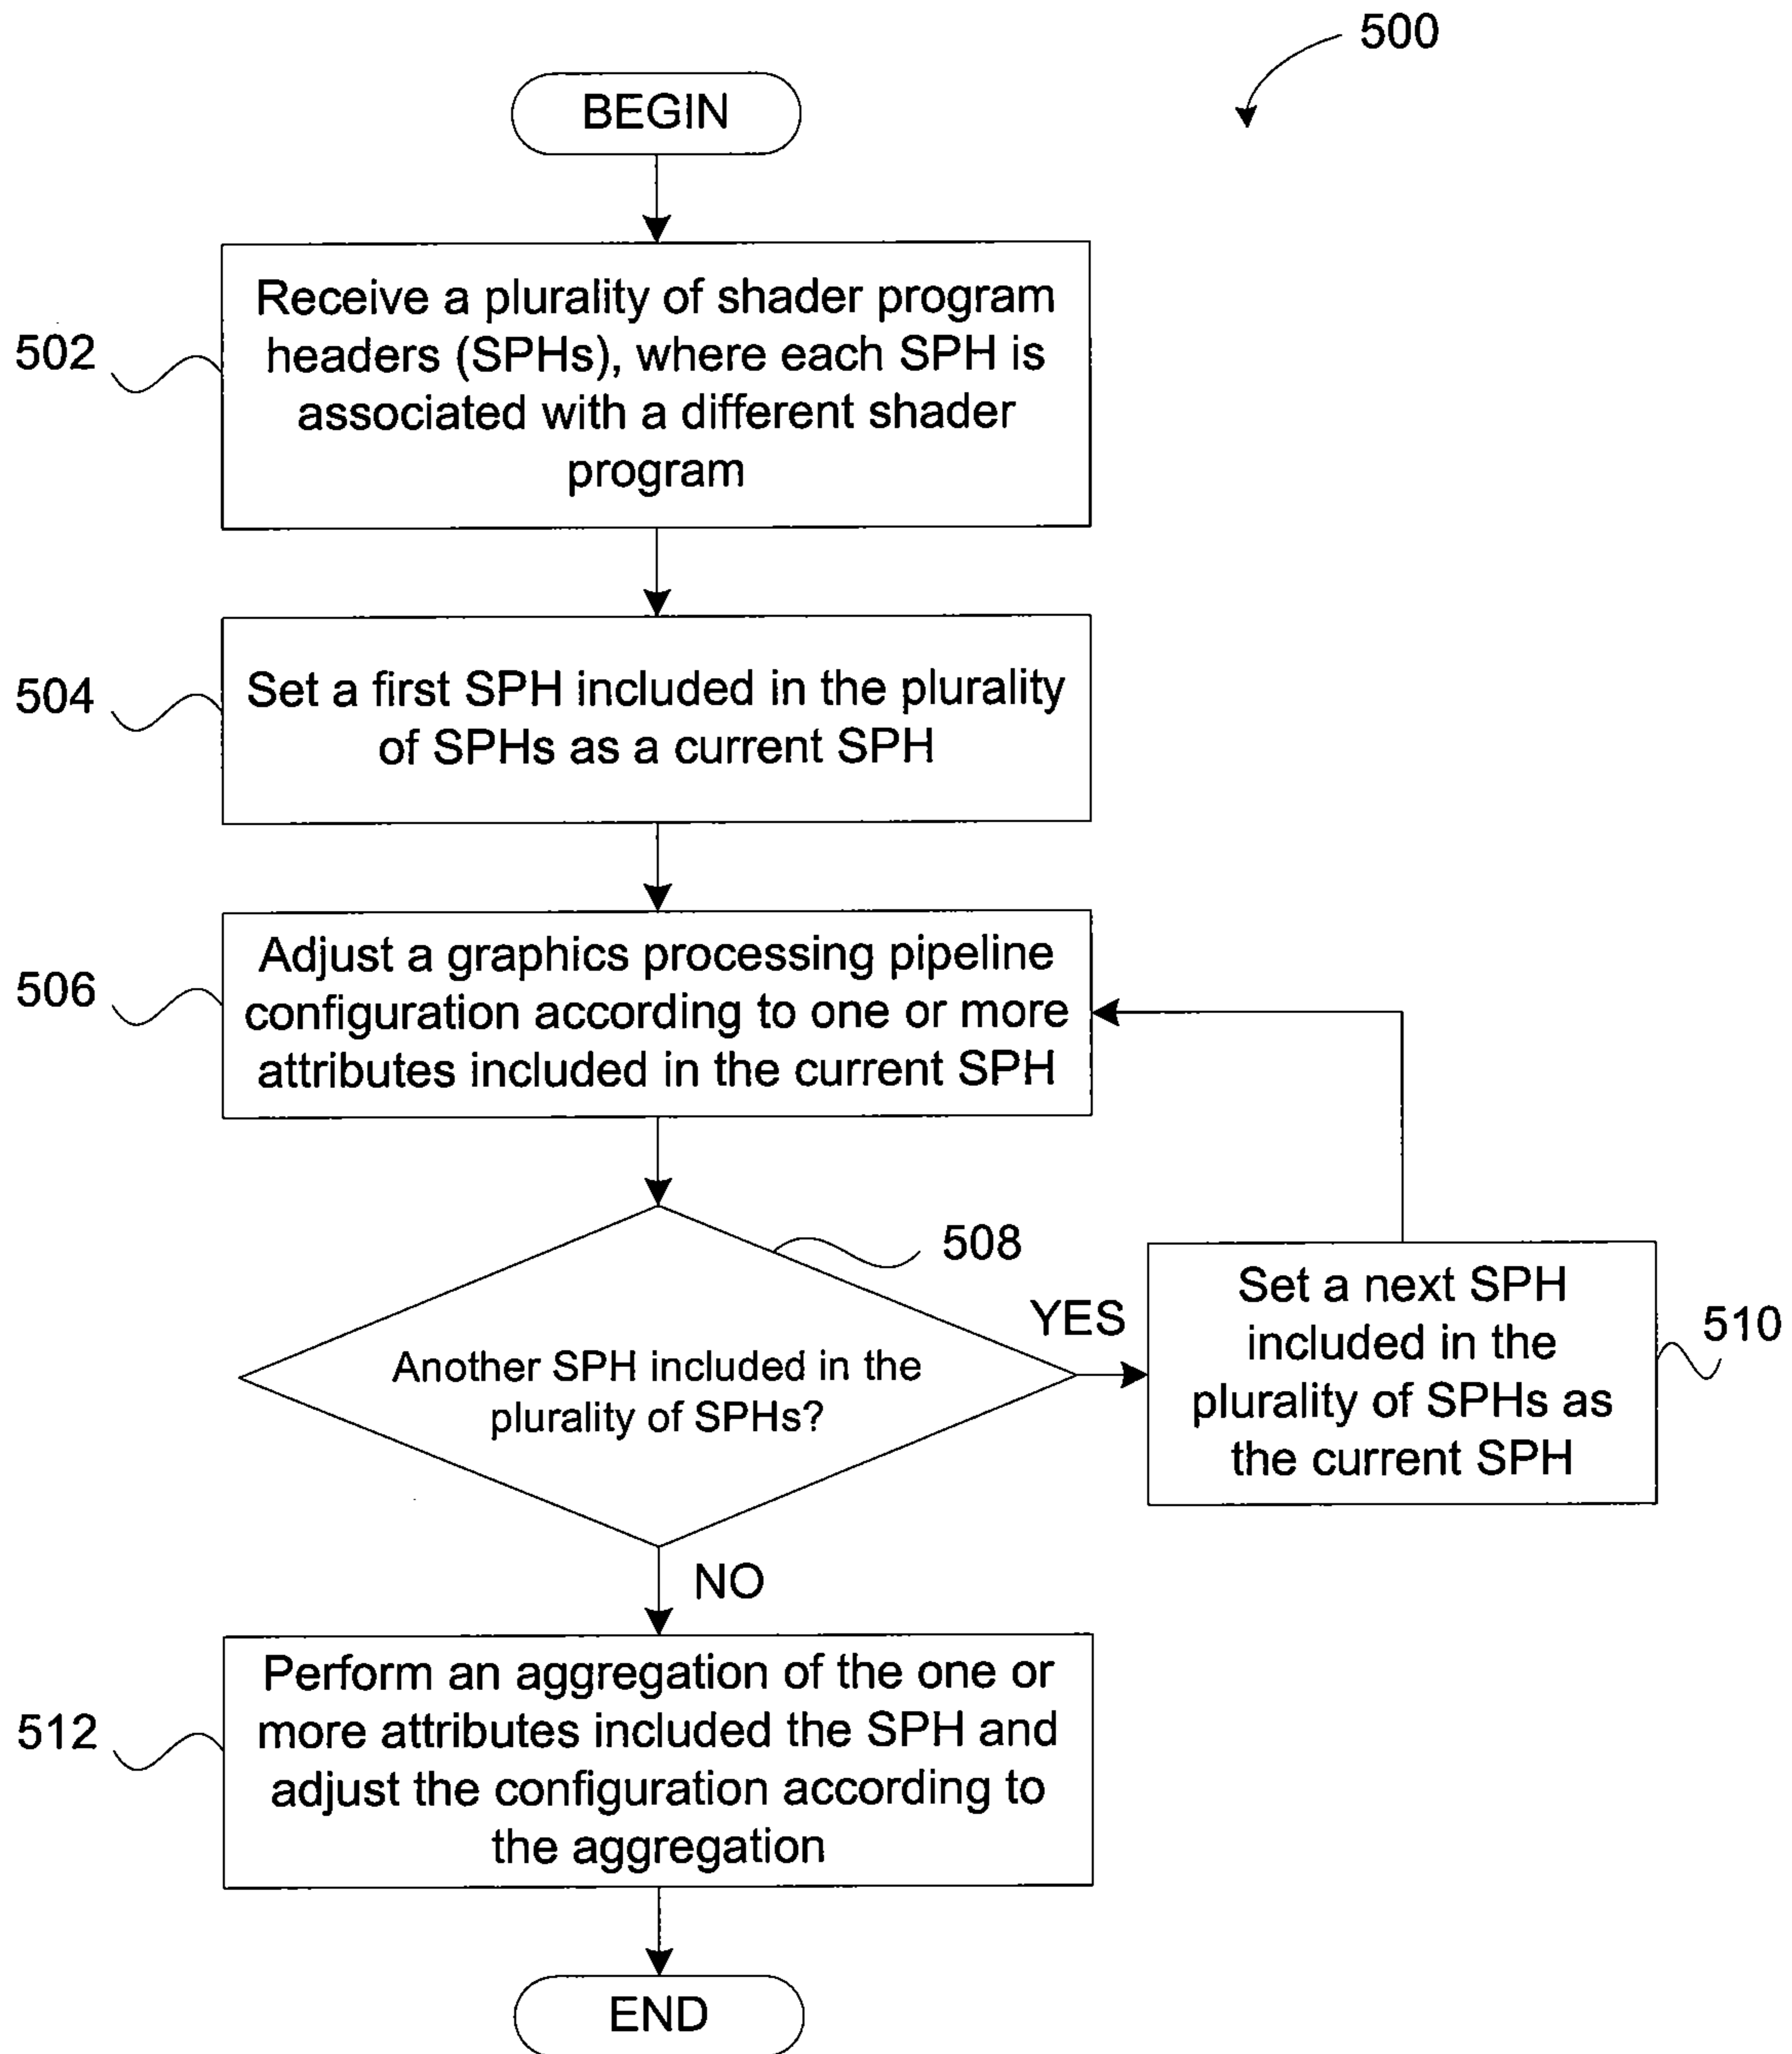 500
BEGIN
502
Receive a plurality of shader program
headers (SPHs), where each SPH is
associated with a different shader
program
504
Set a first SPH included in the plurality
of SPHs as a current SPH
506
Adjust a graphics processing pipeline
configuration according to one or more
attributes included in the current SPH
508
Another SPH included in the
plurality of SPHs?
YES
510
Set a next SPH
included in the
plurality of SPHs as
the current SPH
NO
512
Perform an aggregation of the one or
more attributes included the SPH and
adjust the configuration according to
the aggregation
END